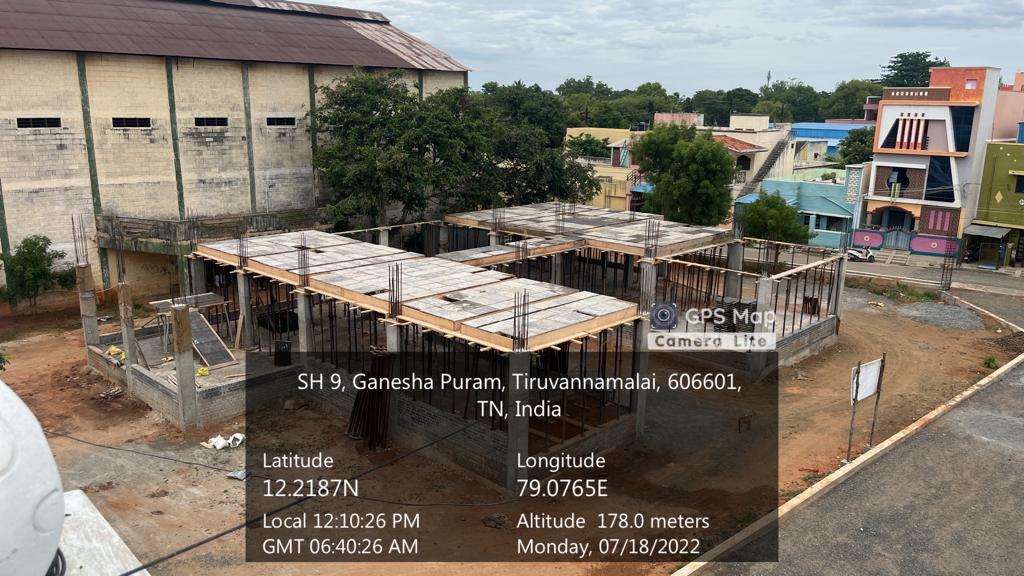 GPS Map
Camera Lite
SH 9, Ganesha Puram, Tiruvannamalai, 606601,
TN, India
Latitude
12.2187N
Longitude
79.0765E
Local 12:10:26 PM
GMT 06:40:26 AM
Altitude 178.0 meters
Monday, 07/18/2022